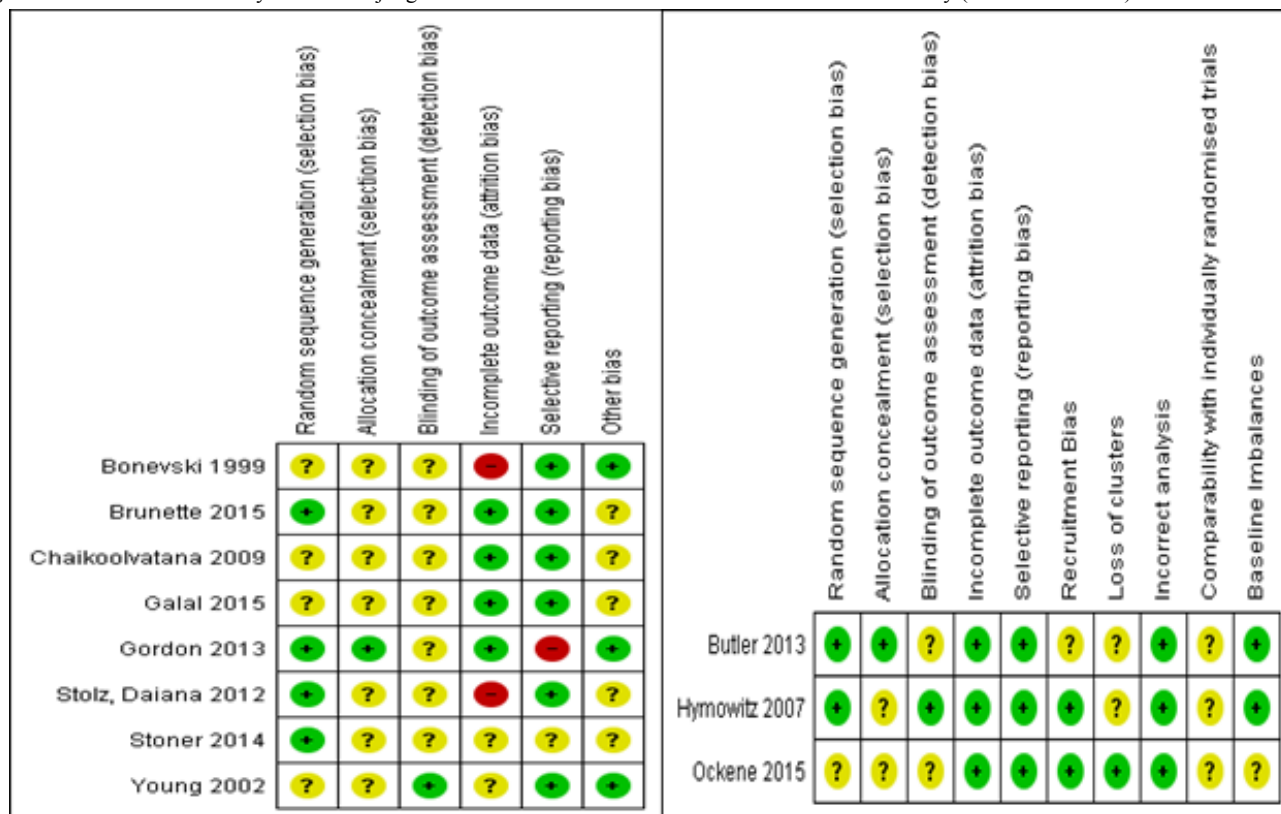 Random sequence generation (selection bias)
Allocation concealment (selection bias)
Blinding of outcome assessment (detection bias)
Incomplete outcome data (attrition bias)
Selective reporting (reporting bias)
Other bias
Bonevski 1999 ? ? ? - + +
Brunette 2015 + ? ? + + ?
Chaikoolvatana 2009 ? ? ? + + ?
Galal 2015 ? ? ? + + ?
Gordon 2013 + + ? + - +
Stolz, Daiana 2012 + ? ? - + ?
Stoner 2014 + ? ? ? ? ?
Young 2002 ? ? + ? + +
Random sequence generation (selection bias)
Allocation concealment (selection bias)
Blinding of outcome assessment (detection bias)
Incomplete outcome data (attrition bias)
Selective reporting (reporting bias)
Recruitment Bias
Loss of clusters
Incorrect analysis
Comparability with individually randomised trials
Baseline Imbalances
Butler 2013 + + ? + + ? ? + ? +
Hymowitz 2007 + ? + + + + ? + ? +
Ockene 2015 ? ? ? + + + + + ? ?